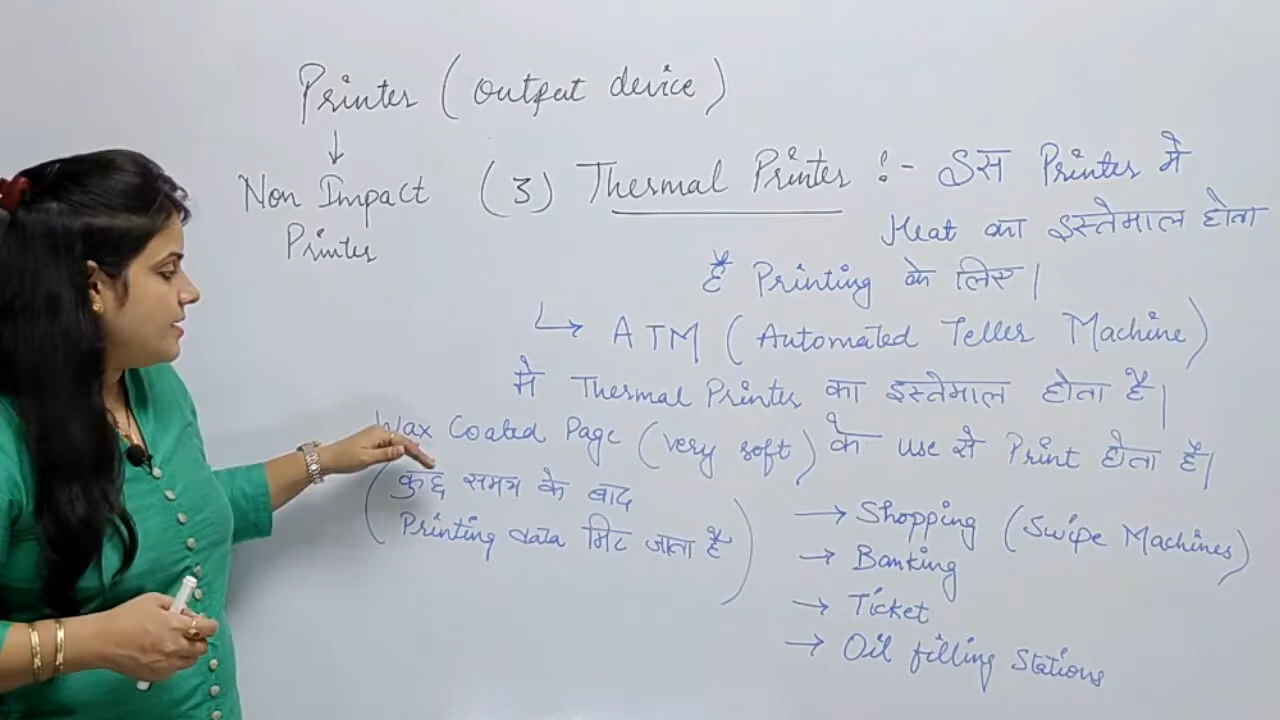 Printer (Output device)
↓
Non Impact Printer
(3) Thermal Printer :- इस Printer मे
Heat का इस्तेमाल होता
है Printing के लिए।
↳ ATM (Automated Teller Machine)
मे Thermal Printer का इस्तेमाल होता है।
Wax Coated Page (very soft) के use से Print होता है।
(कुछ समय के बाद
Printing data मिट जाता है)
→ Shopping (Swipe Machines)
→ Banking
→ Ticket
→ Oil filling Stations